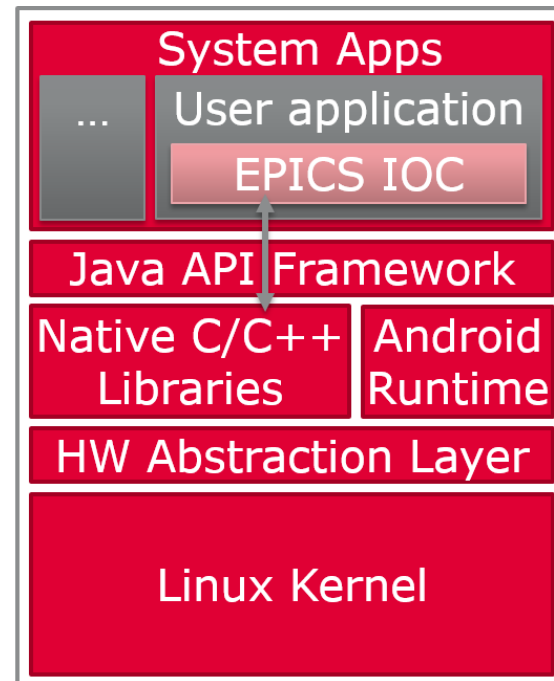 System Apps
...
User application
EPICS IOC
Java API Framework
Native C/C++
Libraries
Android
Runtime
HW Abstraction Layer
Linux Kernel